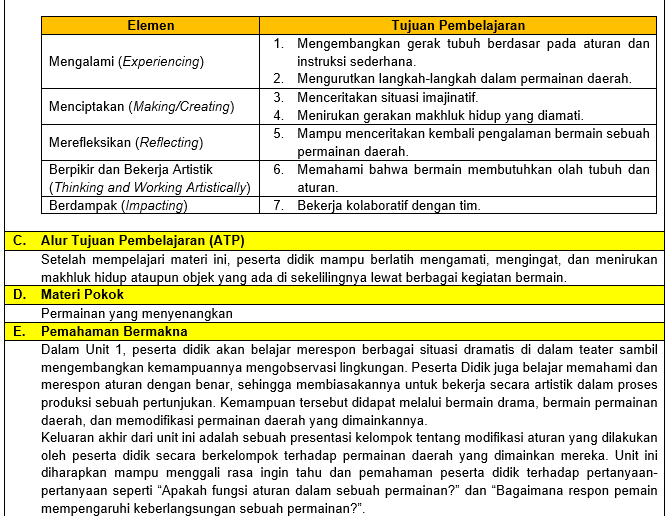 Elemen Tujuan Pembelajaran
Mengalami (Experiencing)
1. Mengembangkan gerak tubuh berdasar pada aturan dan
instruksi sederhana.
2. Mengurutkan langkah-langkah dalam permainan daerah.
Menciptakan (Making/Creating)
3. Menceritakan situasi imajinatif.
4. Menirukan gerakan makhluk hidup yang diamati.
Merefleksikan (Reflecting)
5. Mampu menceritakan kembali pengalaman bermain sebuah
permainan daerah.
Berpikir dan Bekerja Artistik
(Thinking and Working Artistically)
6. Memahami bahwa bermain membutuhkan olah tubuh dan
aturan.
Berdampak (Impacting)
7. Bekerja kolaboratif dengan tim.
C. Alur Tujuan Pembelajaran (ATP)
Setelah mempelajari materi ini, peserta didik mampu berlatih mengamati, mengingat, dan menirukan
makhluk hidup ataupun objek yang ada di sekelilingnya lewat berbagai kegiatan bermain.
D. Materi Pokok
Permainan yang menyenangkan
E. Pemahaman Bermakna
Dalam Unit 1, peserta didik akan belajar merespon berbagai situasi dramatis di dalam teater sambil
mengembangkan kemampuannya mengobservasi lingkungan. Peserta Didik juga belajar memahami dan
merespon aturan dengan benar, sehingga membiasakannya untuk bekerja secara artistik dalam proses
produksi sebuah pertunjukan. Kemampuan tersebut didapat melalui bermain drama, bermain permainan
daerah, dan memodifikasi permainan daerah yang dimainkannya.
Keluaran akhir dari unit ini adalah sebuah presentasi kelompok tentang modifikasi aturan yang dilakukan
oleh peserta didik secara berkelompok terhadap permainan daerah yang dimainkan mereka. Unit ini
diharapkan mampu menggali rasa ingin tahu dan pemahaman peserta didik terhadap pertanyaan-
pertanyaan seperti “Apakah fungsi aturan dalam sebuah permainan?” dan “Bagaimana respon pemain
mempengaruhi keberlangsungan sebuah permainan?”.